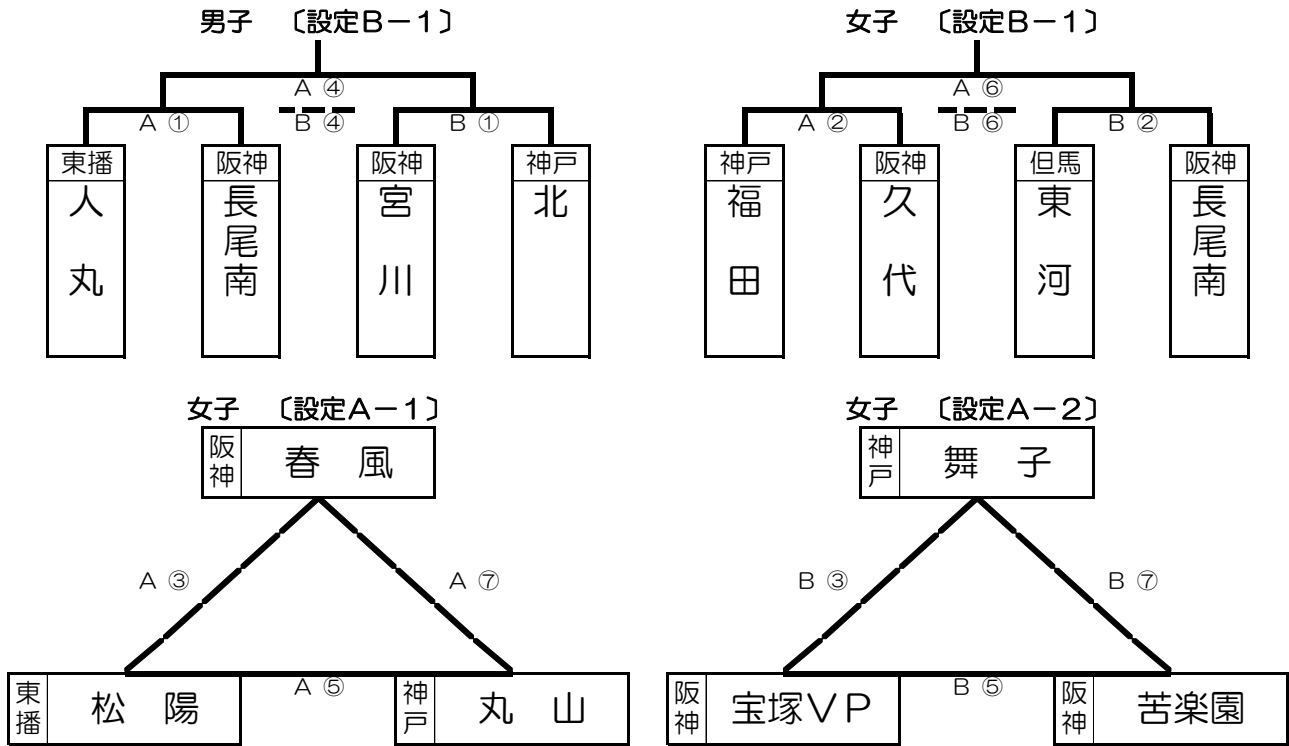 男子 〔設定B－1〕
A ④
B ④
A ①
B ①
東播
人丸
阪神
長尾南
阪神
宮川
神戸
北
女子 〔設定B－1〕
A ⑥
B ⑥
A ②
B ②
神戸
福田
阪神
久代
但馬
東河
阪神
長尾南
女子 〔設定A－1〕
阪神
春 風
A ③
A ⑦
A ⑤
東播
松 陽
神戸
丸 山
女子 〔設定A－2〕
神戸
舞 子
B ③
B ⑦
B ⑤
阪神
宝塚VP
阪神
苦楽園